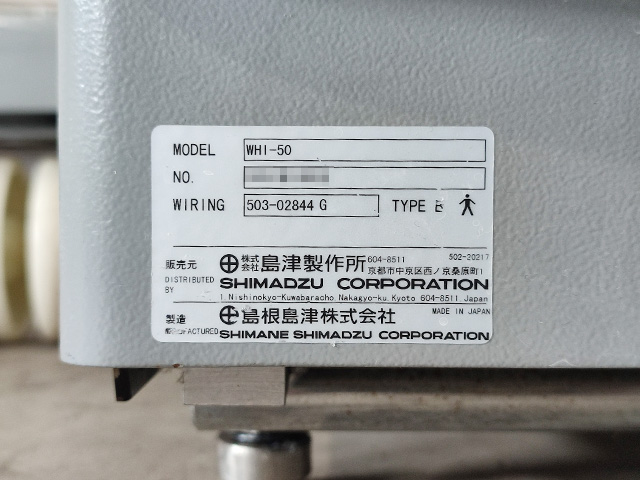 MODEL WHI-50
NO.
WIRING 503-02844 G TYPE B
502-20217
販売元 株式会社 島津製作所 604-8511 京都市中京区西ノ京桑原町1
DISTRIBUTED BY SHIMADZU CORPORATION
1, Nishinokyo-Kuwabaracho Nakagyo-ku, Kyoto 604-8511, Japan
製造 島根島津株式会社 MADE IN JAPAN
MANUFACTURED SHIMANE SHIMADZU CORPORATION